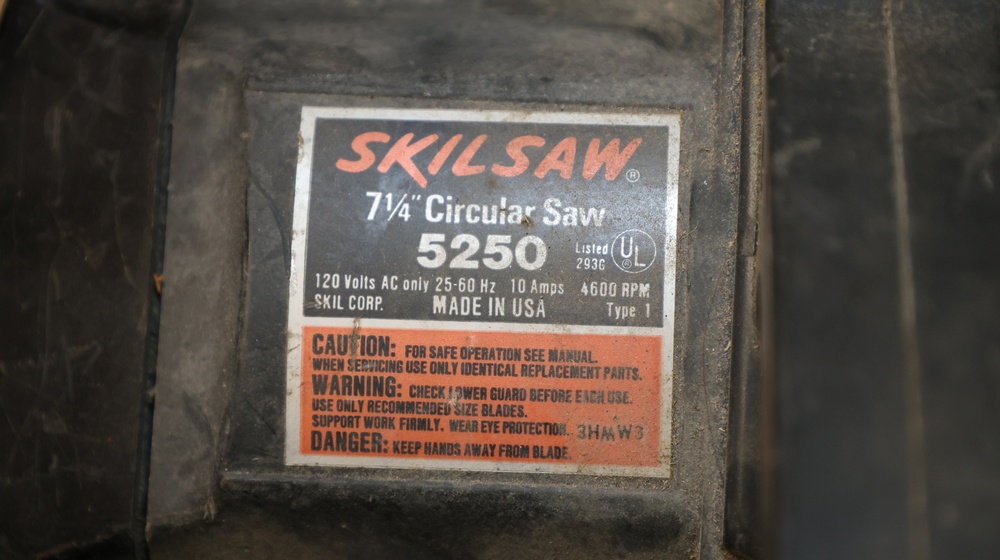 SKILSAW®
7¼" Circular Saw
5250
Listed 293G UL®
120 Volts AC only 25-60 Hz 10 Amps 4600 RPM
SKIL CORP. MADE IN USA Type 1
CAUTION: FOR SAFE OPERATION SEE MANUAL.
WHEN SERVICING USE ONLY IDENTICAL REPLACEMENT PARTS.
WARNING: CHECK LOWER GUARD BEFORE EACH USE.
USE ONLY RECOMMENDED SIZE BLADES.
SUPPORT WORK FIRMLY. WEAR EYE PROTECTION. 3HMW3
DANGER: KEEP HANDS AWAY FROM BLADE.